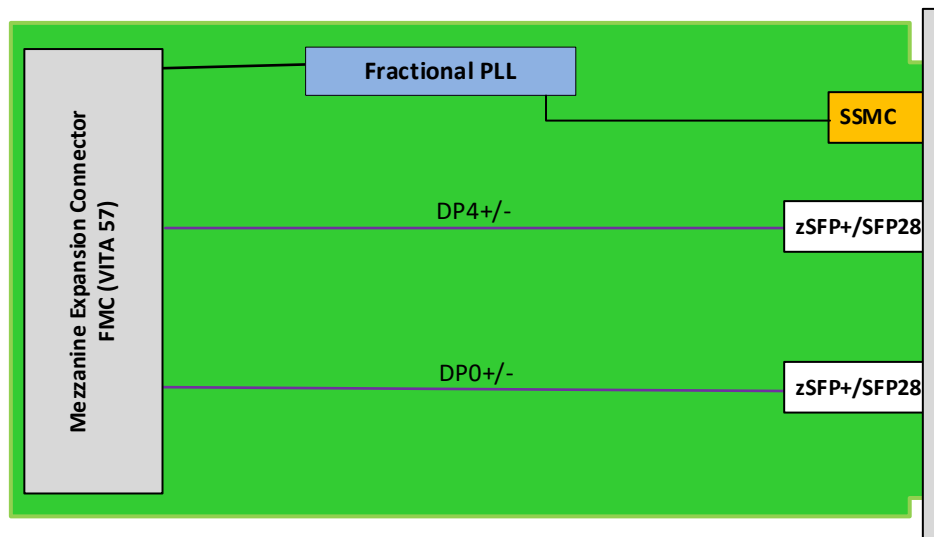 Fractional PLL
SSMC
Mezzanine Expansion Connector
FMC (VITA 57)
DP4+/-
zSFP+/SFP28
DP0+/-
zSFP+/SFP28